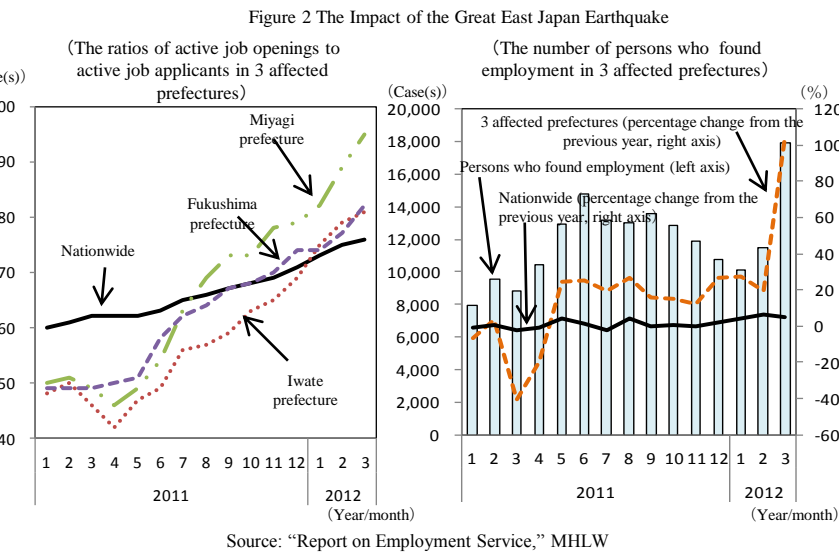 Figure 2 The Impact of the Great East Japan Earthquake
(The ratios of active job openings to
active job applicants in 3 affected
prefectures)
Miyagi
prefecture
Fukushima
prefecture
Nationwide
Iwate
prefecture
1 2 3 4 5 6 7 8 9 10 11 12 1 2 3
2011 2012
(Year/month)
(The number of persons who found
employment in 3 affected prefectures)
(Case(s))
(%)
20,000
18,000
16,000
14,000
12,000
10,000
8,000
6,000
4,000
2,000
0
3 affected prefectures (percentage change from the
previous year, right axis)
Persons who found employment (left axis)
Nationwide (percentage change from the
previous year, right axis)
120
100
80
60
40
20
0
-20
-40
-60
1 2 3 4 5 6 7 8 9 10 11 12 1 2 3
2011 2012
(Year/month)
Source: “Report on Employment Service,” MHLW